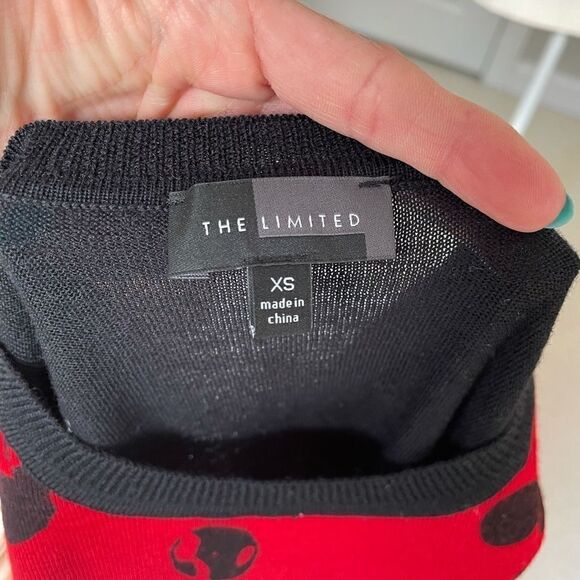 THE LIMITED
XS
made in
china